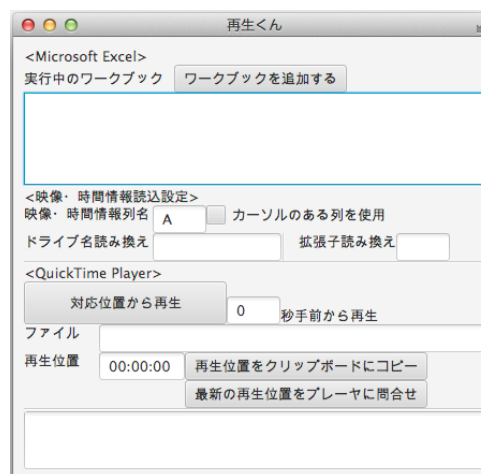 再生くん
<Microsoft Excel>
実行中のワークブック ワークブックを追加する
<映像・時間情報読込設定>
映像・時間情報列名 A カーソルのある列を使用
ドライブ名読み換え 拡張子読み換え
<QuickTime Player>
対応位置から再生 0 秒手前から再生
ファイル
再生位置 00:00:00 再生位置をクリップボードにコピー
最新の再生位置をプレーヤに問合せ